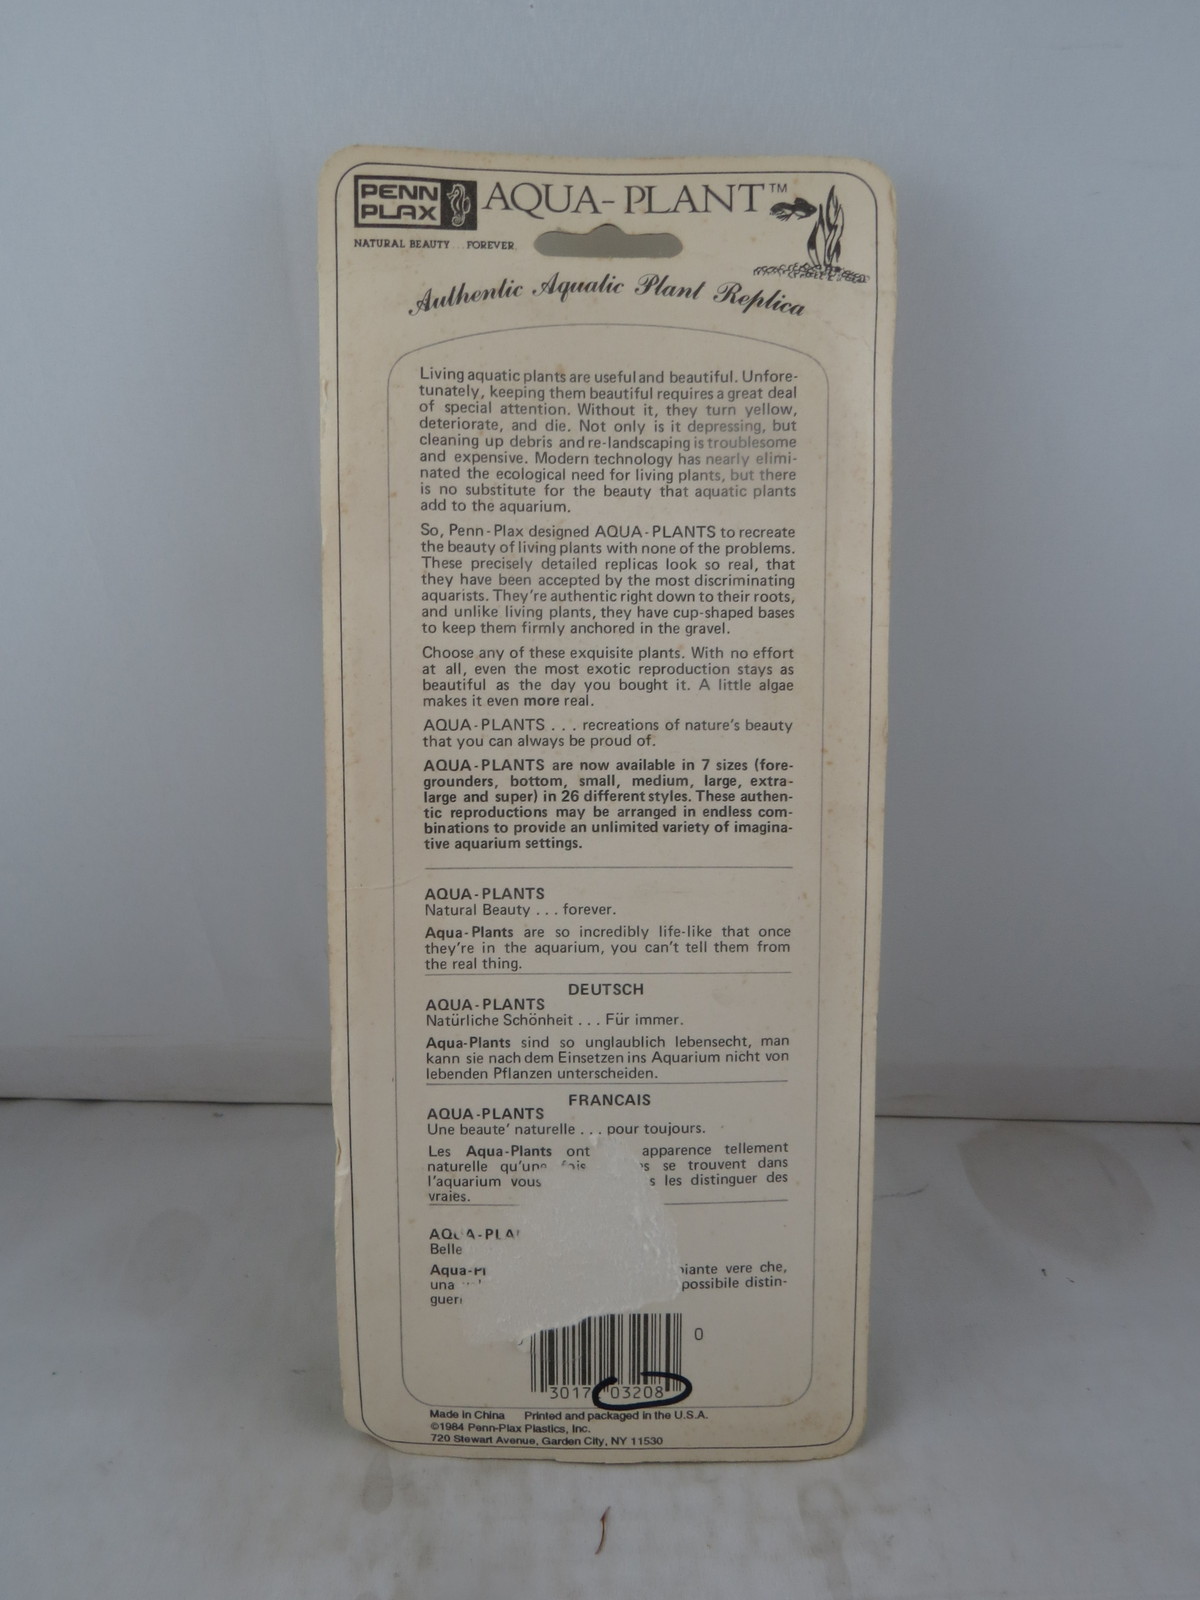 PENN
PLAX
AQUA-PLANT™
NATURAL BEAUTY . . FOREVER
Authentic Aquatic Plant Replica
Living aquatic plants are useful and beautiful. Unfore-
tunately, keeping them beautiful requires a great deal
of special attention. Without it, they turn yellow,
deteriorate, and die. Not only is it depressing, but
cleaning up debris and re-landscaping is troublesome
and expensive. Modern technology has nearly elimi-
nated the ecological need for living plants, but there
is no substitute for the beauty that aquatic plants
add to the aquarium.
So, Penn-Plax designed AQUA-PLANTS to recreate
the beauty of living plants with none of the problems.
These precisely detailed replicas look so real, that
they have been accepted by the most discriminating
aquarists. They're authentic right down to their roots,
and unlike living plants, they have cup-shaped bases
to keep them firmly anchored in the gravel.
Choose any of these exquisite plants. With no effort
at all, even the most exotic reproduction stays as
beautiful as the day you bought it. A little algae
makes it even more real.
AQUA-PLANTS . . . recreations of nature's beauty
that you can always be proud of.
AQUA-PLANTS are now available in 7 sizes (fore-
grounders, bottom, small, medium, large, extra-
large and super) in 26 different styles. These authen-
tic reproductions may be arranged in endless com-
binations to provide an unlimited variety of imagina-
tive aquarium settings.
AQUA-PLANTS
Natural Beauty . . . forever.
Aqua-Plants are so incredibly life-like that once
they're in the aquarium, you can't tell them from
the real thing.
DEUTSCH
AQUA-PLANTS
Natürliche Schönheit . . . Für immer.
Aqua-Plants sind so unglaublich lebensecht, man
kann sie nach dem Einsetzen ins Aquarium nicht von
lebenden Pflanzen unterscheiden.
FRANCAIS
AQUA-PLANTS
Une beaute' naturelle . . . pour toujours.
Les Aqua-Plants ont apparence tellement
naturelle qu'une fois se trouvent dans
l'aquarium vous les distinguer des
vraies.
AQUA-PLA
Belle
Aqua-Pl piante vere che,
una possibile distin-
guer
0
3017 03208
Made in China Printed and packaged in the U.S.A.
©1984 Penn-Plax Plastics, Inc.
720 Stewart Avenue, Garden City, NY 11530